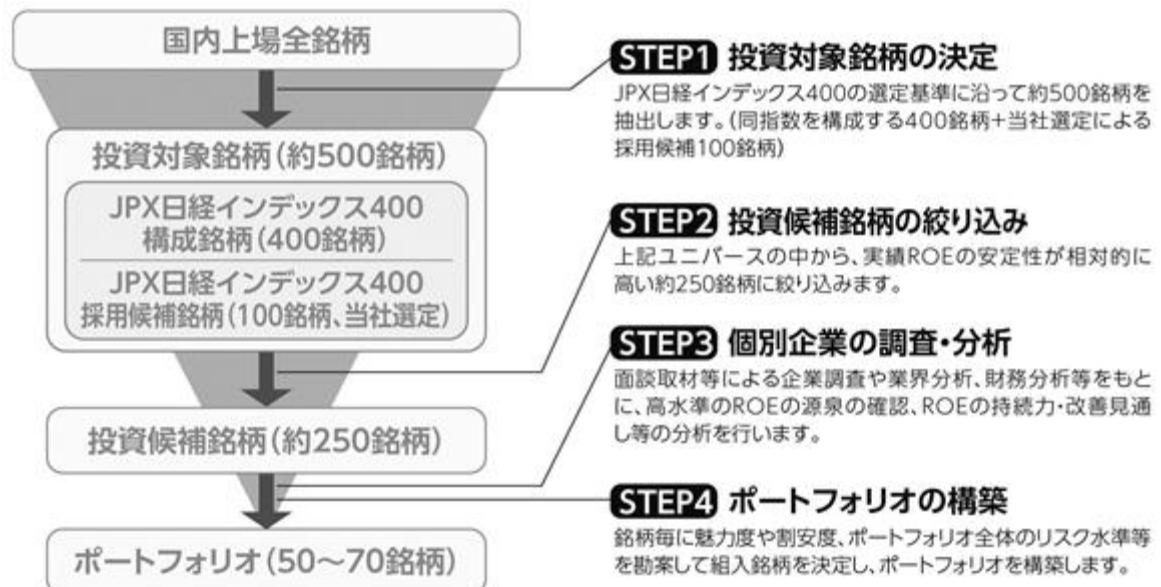 国内上場全銘柄
投資対象銘柄(約500銘柄)
JPX日経インデックス400
構成銘柄(400銘柄)
JPX日経インデックス400
採用候補銘柄(100銘柄、当社選定)
投資候補銘柄(約250銘柄)
ポートフォリオ(50〜70銘柄)
STEP1 投資対象銘柄の決定
JPX日経インデックス400の選定基準に沿って約500銘柄を
抽出します。(同指数を構成する400銘柄+当社選定による
採用候補100銘柄)
STEP2 投資候補銘柄の絞り込み
上記ユニバースの中から、実績ROEの安定性が相対的に
高い約250銘柄に絞り込みます。
STEP3 個別企業の調査・分析
面談取材等による企業調査や業界分析、財務分析等をもと
に、高水準のROEの源泉の確認、ROEの持続力・改善見通
し等の分析を行います。
STEP4 ポートフォリオの構築
銘柄毎に魅力度や割安度、ポートフォリオ全体のリスク水準等
を勘案して組入銘柄を決定し、ポートフォリオを構築します。